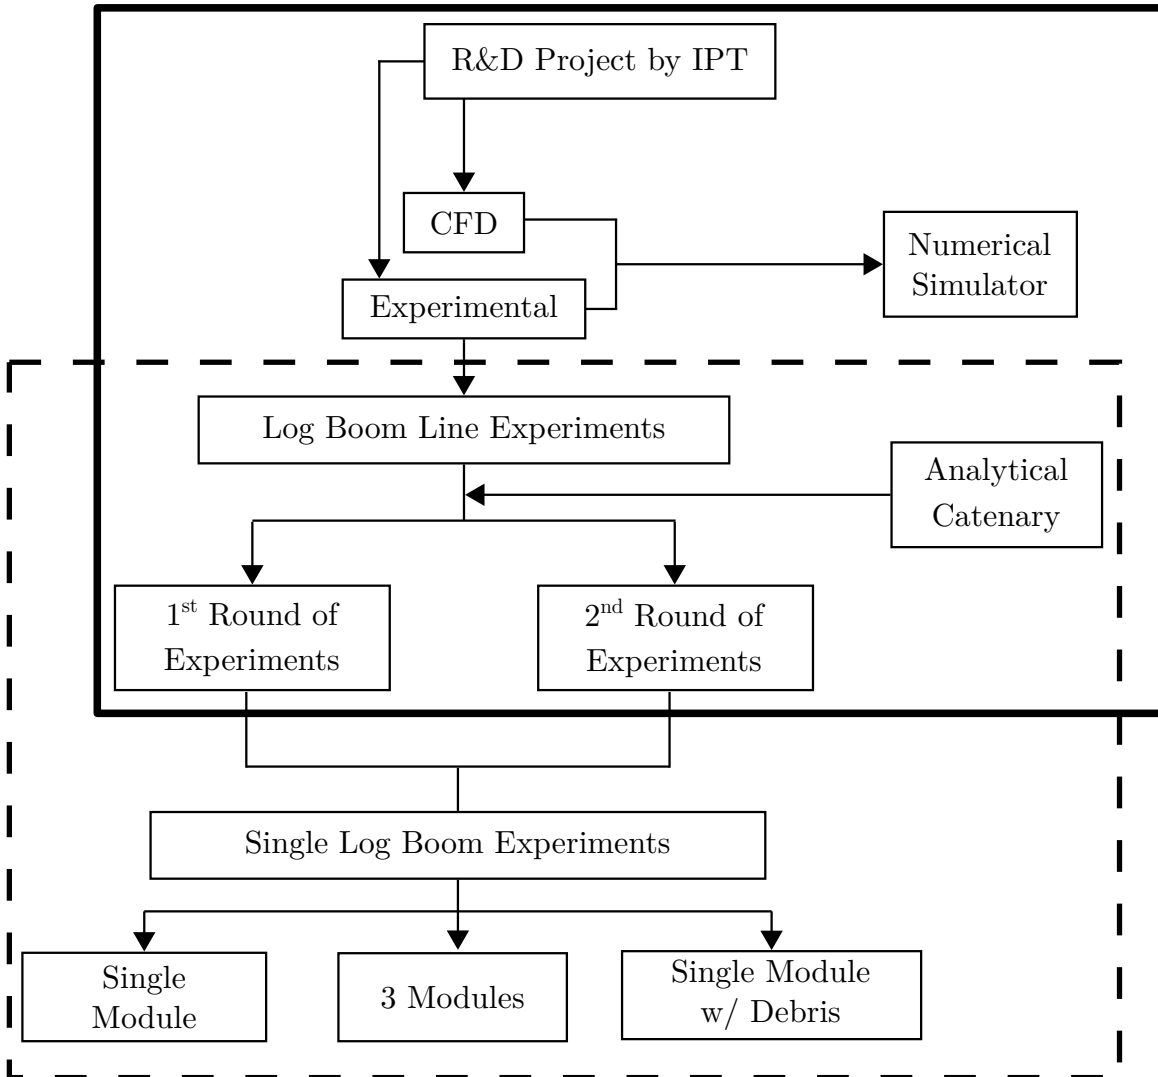 R&D Project by IPT
CFD
Numerical
Simulator
Experimental
Log Boom Line Experiments
Analytical
Catenary
1st Round of
Experiments
2nd Round of
Experiments
Single Log Boom Experiments
Single
Module
3 Modules
Single Module
w/ Debris